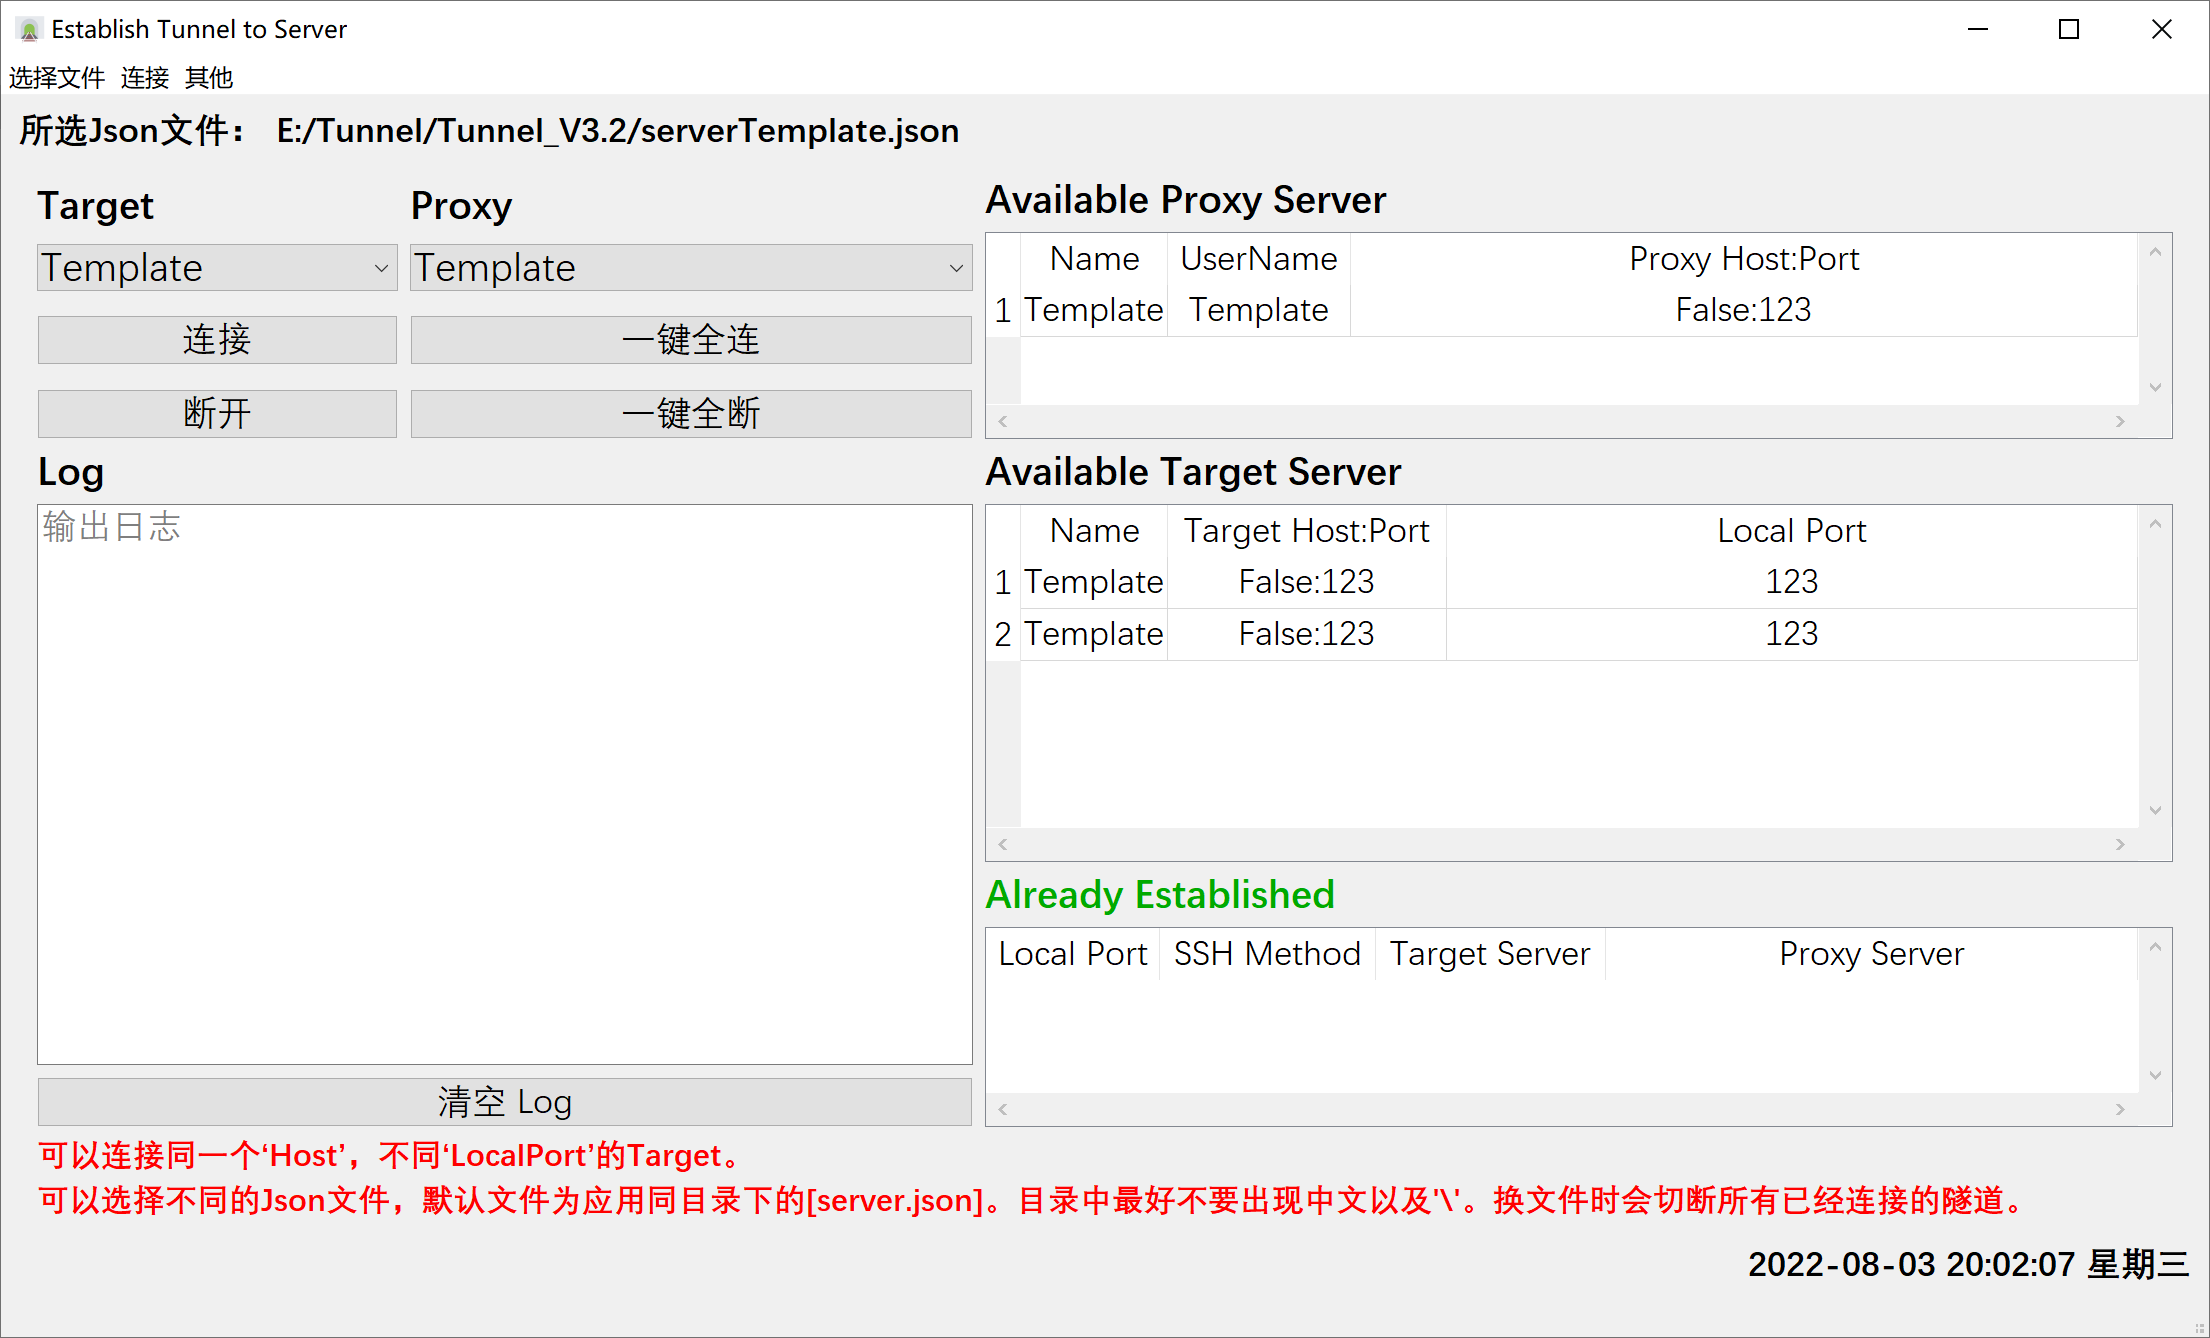 Establish Tunnel to Server
选择文件 连接 其他
所选Json文件： E:/Tunnel/Tunnel_V3.2/serverTemplate.json
Target Proxy
Template Template
连接 一键全连
断开 一键全断
Log
输出日志
清空 Log
Available Proxy Server
Name UserName Proxy Host:Port
1 Template Template False:123
Available Target Server
Name Target Host:Port Local Port
1 Template False:123 123
2 Template False:123 123
Already Established
Local Port SSH Method Target Server Proxy Server
可以连接同一个‘Host’，不同‘LocalPort’的Target。
可以选择不同的Json文件，默认文件为应用同目录下的[server.json]。目录中最好不要出现中文以及'\'。换文件时会切断所有已经连接的隧道。
2022-08-03 20:02:07 星期三